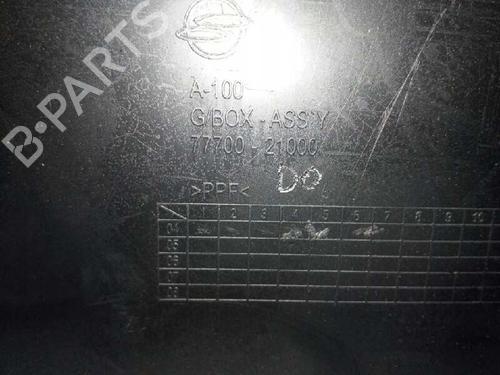 B-PARTS
A-100
G/BOX - ASS'Y
77700 - 21000
DO
>PPF<
1 2 3 4 5 6 7 8 9 10
04
05
06
07
08